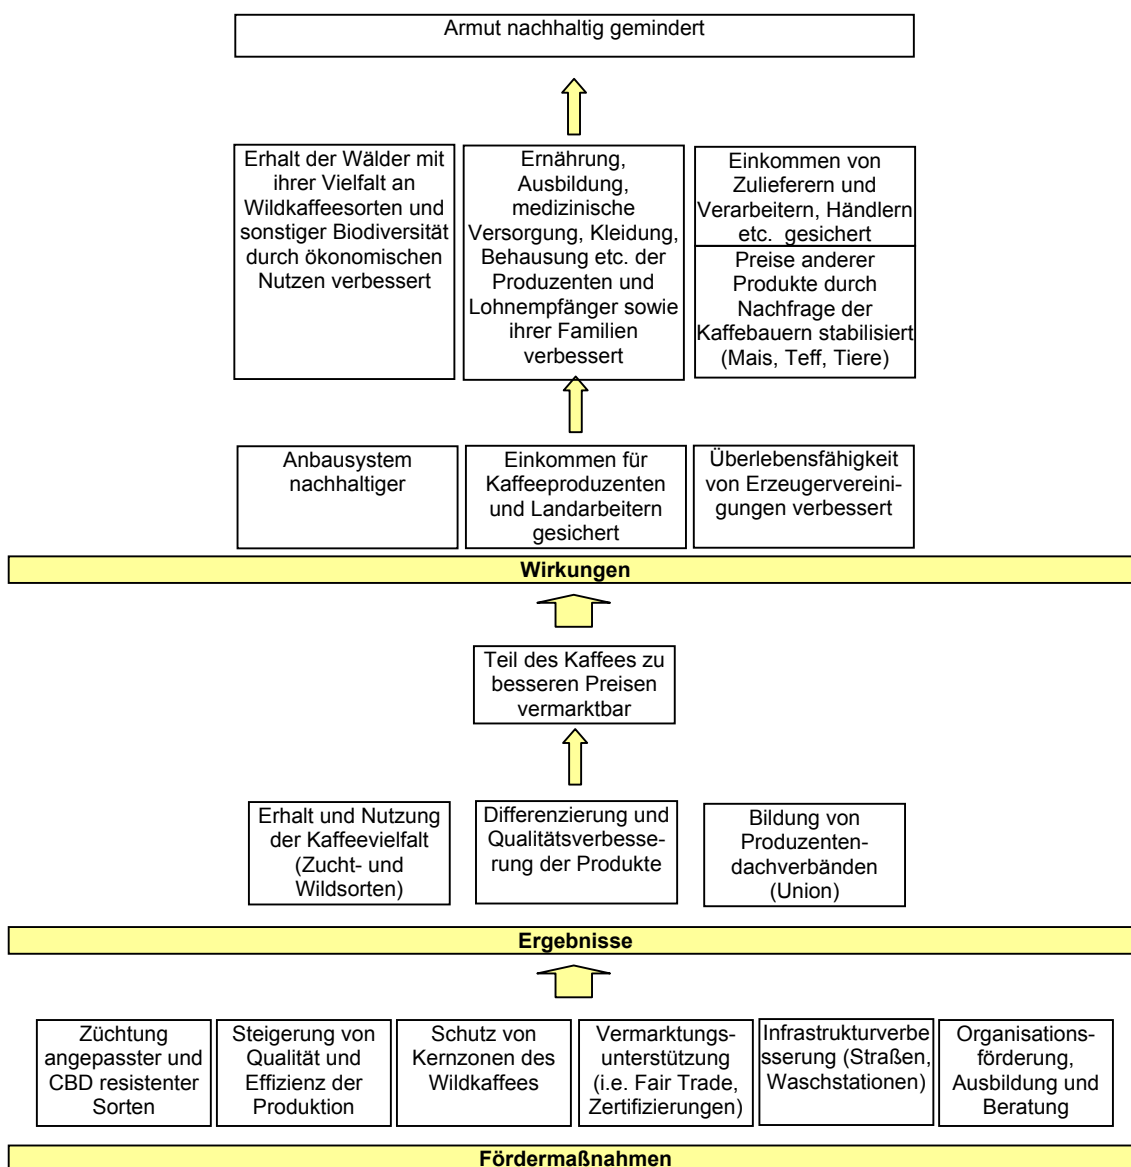 Armut nachhaltig gemindert
Erhalt der Wälder mit
ihrer Vielfalt an
Wildkaffeesorten und
sonstiger Biodiversität
durch ökonomischen
Nutzen verbessert
Ernährung,
Ausbildung,
medizinische
Versorgung, Kleidung,
Behausung etc. der
Produzenten und
Lohnempfänger sowie
ihrer Familien
verbessert
Einkommen von
Zulieferern und
Verarbeitern, Händlern
etc. gesichert
Preise anderer
Produkte durch
Nachfrage der
Kaffebauern stabilisiert
(Mais, Teff, Tiere)
Anbausystem
nachhaltiger
Einkommen für
Kaffeeproduzenten
und Landarbeitern
gesichert
Überlebensfähigkeit
von Erzeugervereini-
gungen verbessert
Wirkungen
Teil des Kaffees zu
besseren Preisen
vermarktbar
Erhalt und Nutzung
der Kaffeevielfalt
(Zucht- und
Wildsorten)
Differenzierung und
Qualitätsverbesse-
rung der Produkte
Bildung von
Produzenten-
dachverbänden
(Union)
Ergebnisse
Züchtung
angepasster und
CBD resistenter
Sorten
Steigerung von
Qualität und
Effizienz der
Produktion
Schutz von
Kernzonen des
Wildkaffees
Vermarktungs-
unterstützung
(i.e. Fair Trade,
Zertifizierungen)
Infrastrukturverbe
sserung (Straßen,
Waschstationen)
Organisations-
förderung,
Ausbildung und
Beratung
Fördermaßnahmen